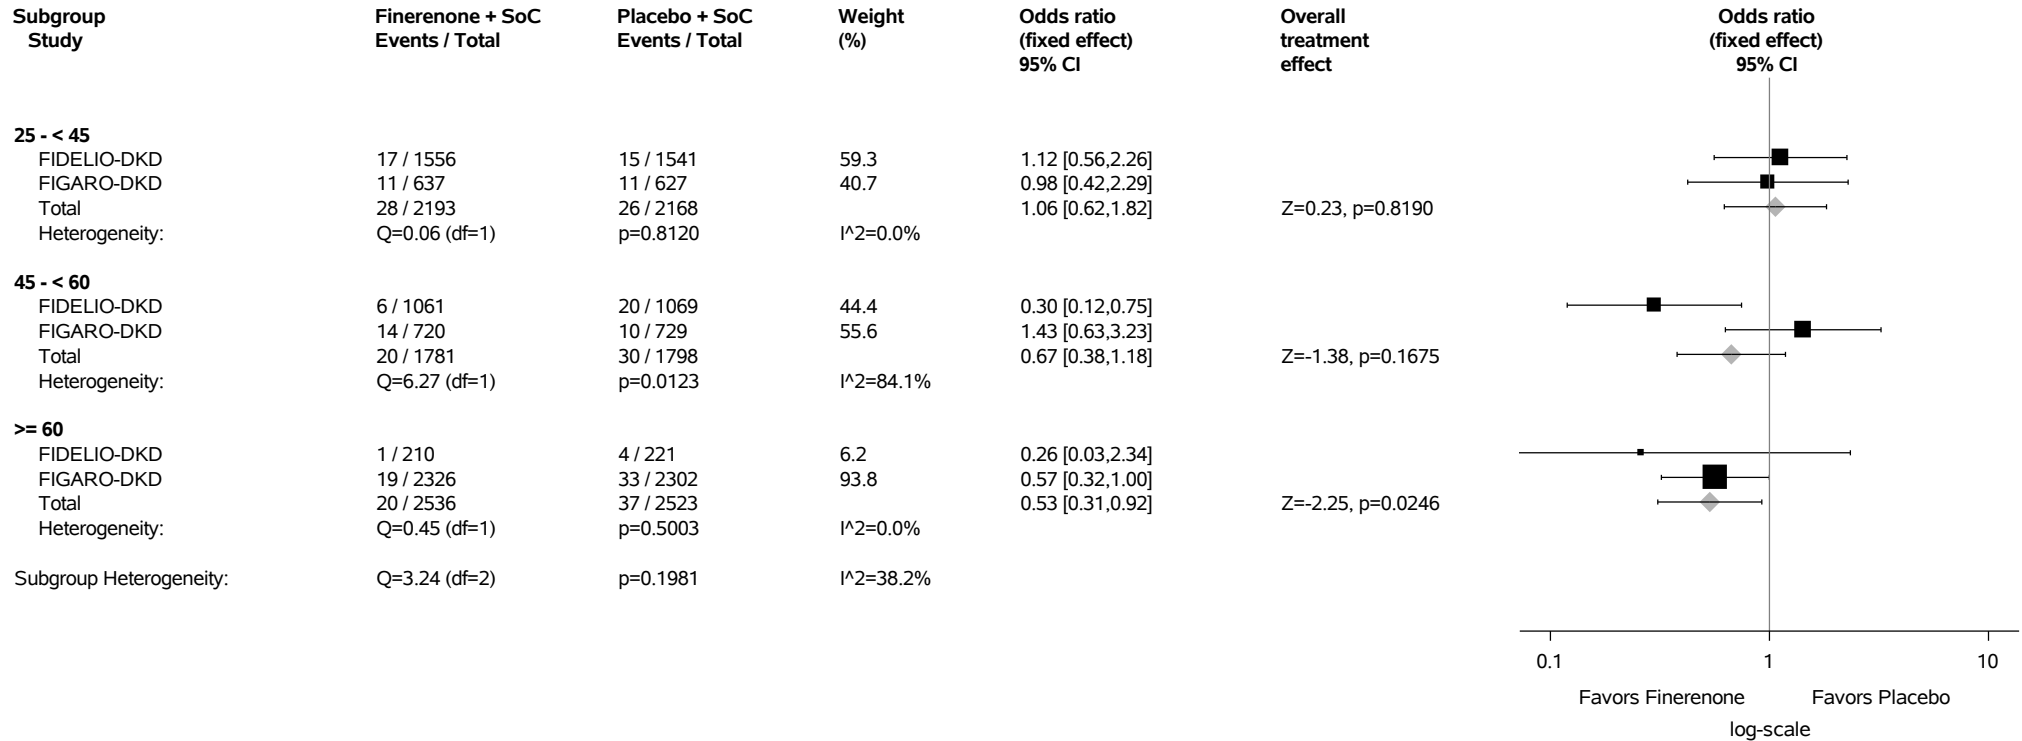 Subgroup Finerenone + SoC Placebo + SoC Weight Odds ratio Overall Odds ratio
Study Events / Total Events / Total (%) (fixed effect) treatment (fixed effect)
95% CI effect 95% CI
25 - < 45
FIDELIO-DKD 17 / 1556 15 / 1541 59.3 1.12 [0.56,2.26]
FIGARO-DKD 11 / 637 11 / 627 40.7 0.98 [0.42,2.29]
Total 28 / 2193 26 / 2168 1.06 [0.62,1.82] Z=0.23, p=0.8190
Heterogeneity: Q=0.06 (df=1) p=0.8120 I^2=0.0%
45 - < 60
FIDELIO-DKD 6 / 1061 20 / 1069 44.4 0.30 [0.12,0.75]
FIGARO-DKD 14 / 720 10 / 729 55.6 1.43 [0.63,3.23]
Total 20 / 1781 30 / 1798 0.67 [0.38,1.18] Z=-1.38, p=0.1675
Heterogeneity: Q=6.27 (df=1) p=0.0123 I^2=84.1%
>= 60
FIDELIO-DKD 1 / 210 4 / 221 6.2 0.26 [0.03,2.34]
FIGARO-DKD 19 / 2326 33 / 2302 93.8 0.57 [0.32,1.00]
Total 20 / 2536 37 / 2523 0.53 [0.31,0.92] Z=-2.25, p=0.0246
Heterogeneity: Q=0.45 (df=1) p=0.5003 I^2=0.0%
Subgroup Heterogeneity: Q=3.24 (df=2) p=0.1981 I^2=38.2%
0.1 1 10
Favors Finerenone Favors Placebo
log-scale